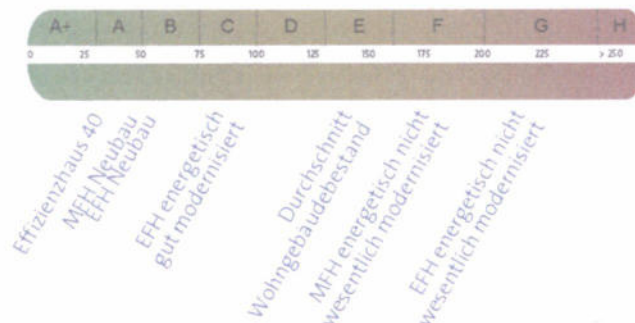 A+ A B C D E F G H
0 25 50 75 100 125 150 175 200 225 > 250
Effizienzhaus 40
MFH Neubau
EFH Neubau
EFH energetisch
gut modernisiert
Durchschnitt
Wohngebäudebestand
MFH energetisch nicht
wesentlich modernisiert
EFH energetisch nicht
wesentlich modernisiert